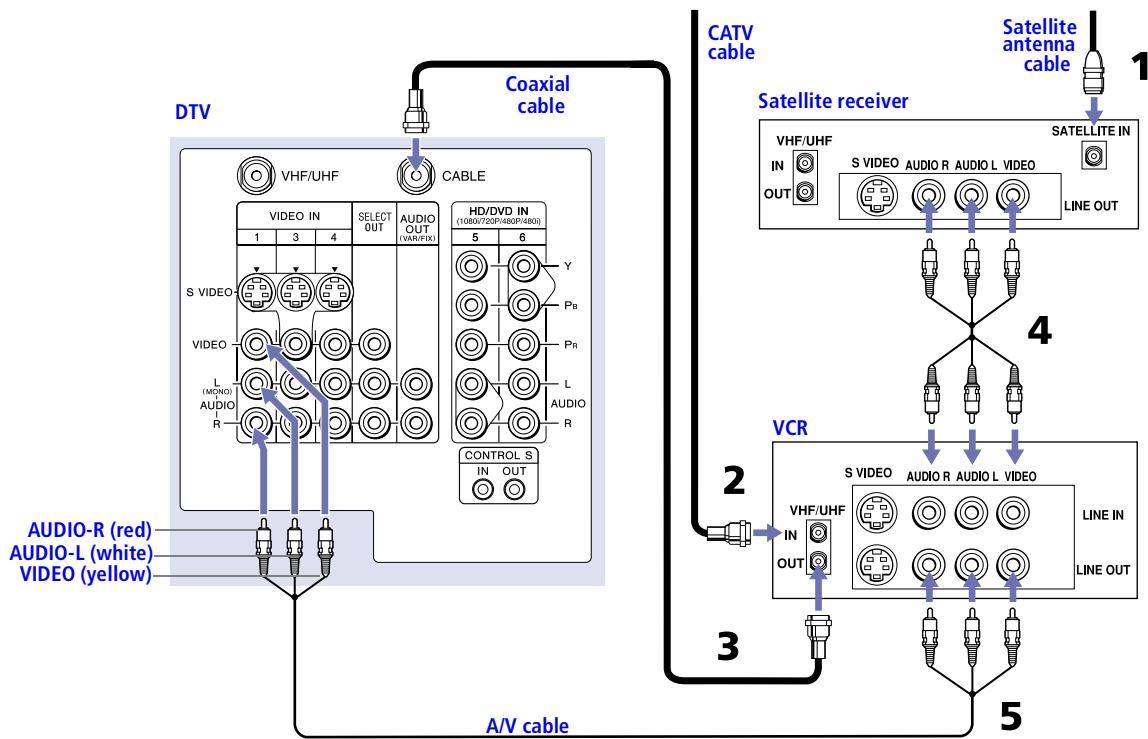 CATV
cable
Satellite
antenna
cable
1
Coaxial
cable
DTV
VHF/UHF
CABLE
VIDEO IN
1 3 4
SELECT
OUT
AUDIO
OUT
(VAR/FIX)
HD/DVD IN
(1080i/720P/480P/480i)
5 6
S VIDEO
VIDEO
L
(MONO)
AUDIO
R
Y
PB
PR
L
AUDIO
R
CONTROL S
IN OUT
AUDIO-R (red)
AUDIO-L (white)
VIDEO (yellow)
Satellite receiver
SATELLITE IN
VHF/UHF
IN
OUT
S VIDEO AUDIO R AUDIO L VIDEO
LINE OUT
4
VCR
2
VHF/UHF
IN
OUT
S VIDEO AUDIO R AUDIO L VIDEO
LINE IN
LINE OUT
3
A/V cable
5